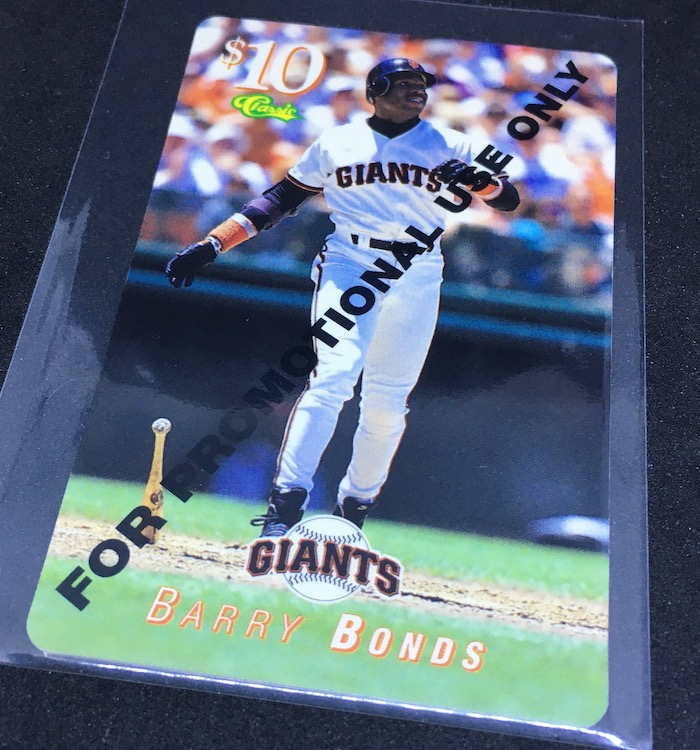 $10
Classic
GIANTS
FOR PROMOTIONAL USE ONLY
GIANTS
BARRY BONDS